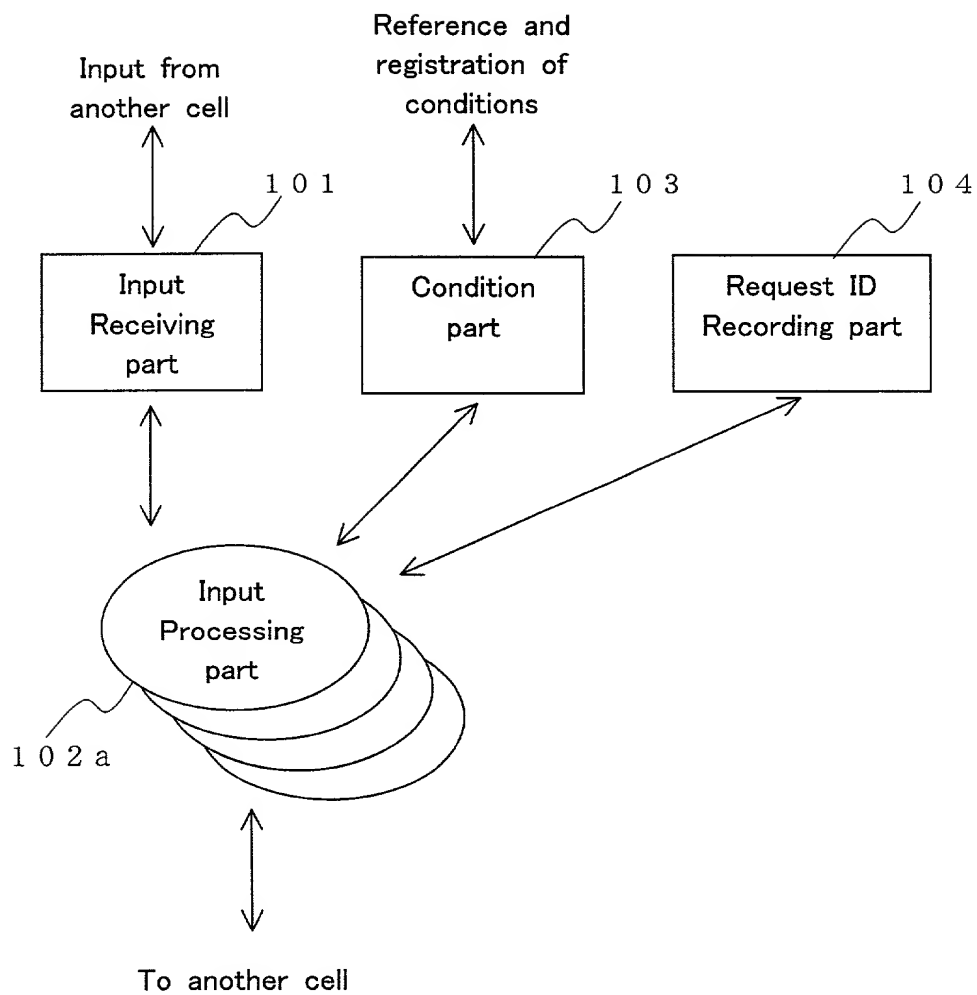 Input from
another cell
Reference and
registration of
conditions
101
103
104
Input
Receiving
part
Condition
part
Request ID
Recording part
Input
Processing
part
102a
To another cell